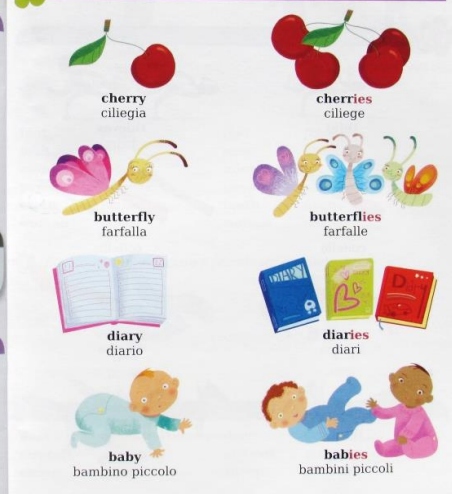 cherry
ciliegia
cherries
ciliege
butterfly
farfalla
butterflies
farfalle
DIARY
diary
diario
diaries
diari
baby
bambino piccolo
babies
bambini piccoli